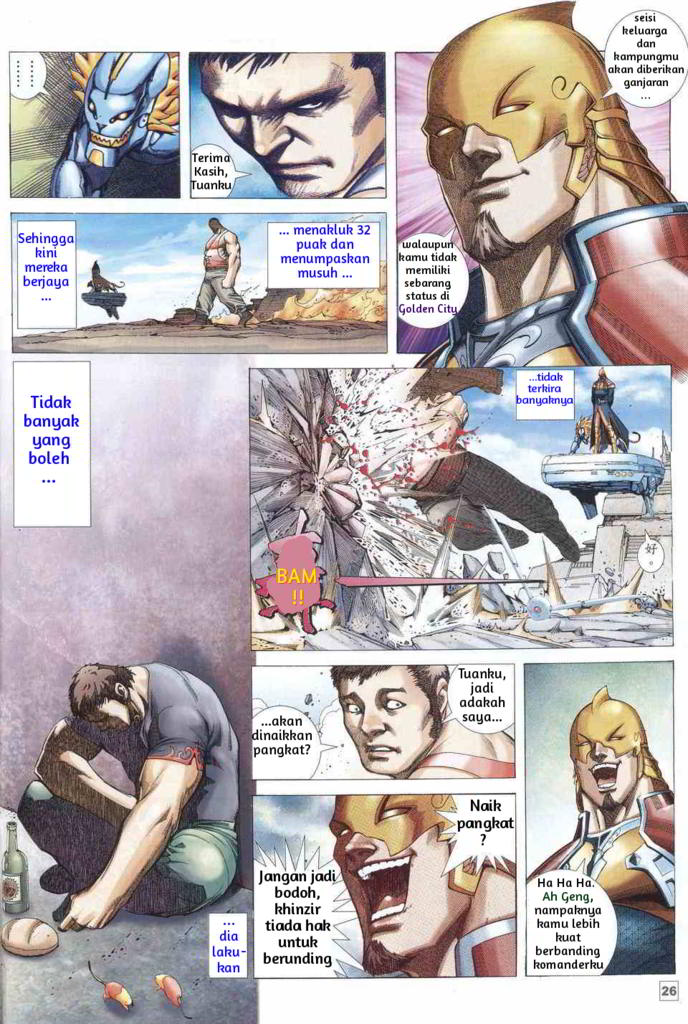 ⋮⋮
Terima
Kasih,
Tuanku
seisi
keluarga
dan
kampungmu
akan diberikan
ganjaran
...
walaupun
kamu tidak
memiliki
sebarang
status di
Golden City
Sehingga
kini
mereka
berjaya
...
... menakluk 32
puak dan
menumpaskan
musuh ...
Tidak
banyak
yang
boleh
...
...tidak
terkira
banyaknya
好
。
BAM
!!
Tuanku,
jadi
adakah
saya...
...akan
dinaikkan
pangkat?
Naik
pangkat
?
Jangan jadi
bodoh,
khinzir
tiada hak
untuk
berunding
Ha Ha Ha.
Ah Geng,
nampaknya
kamu lebih
kuat
berbanding
komanderku
...
dia
laku-
kan
26